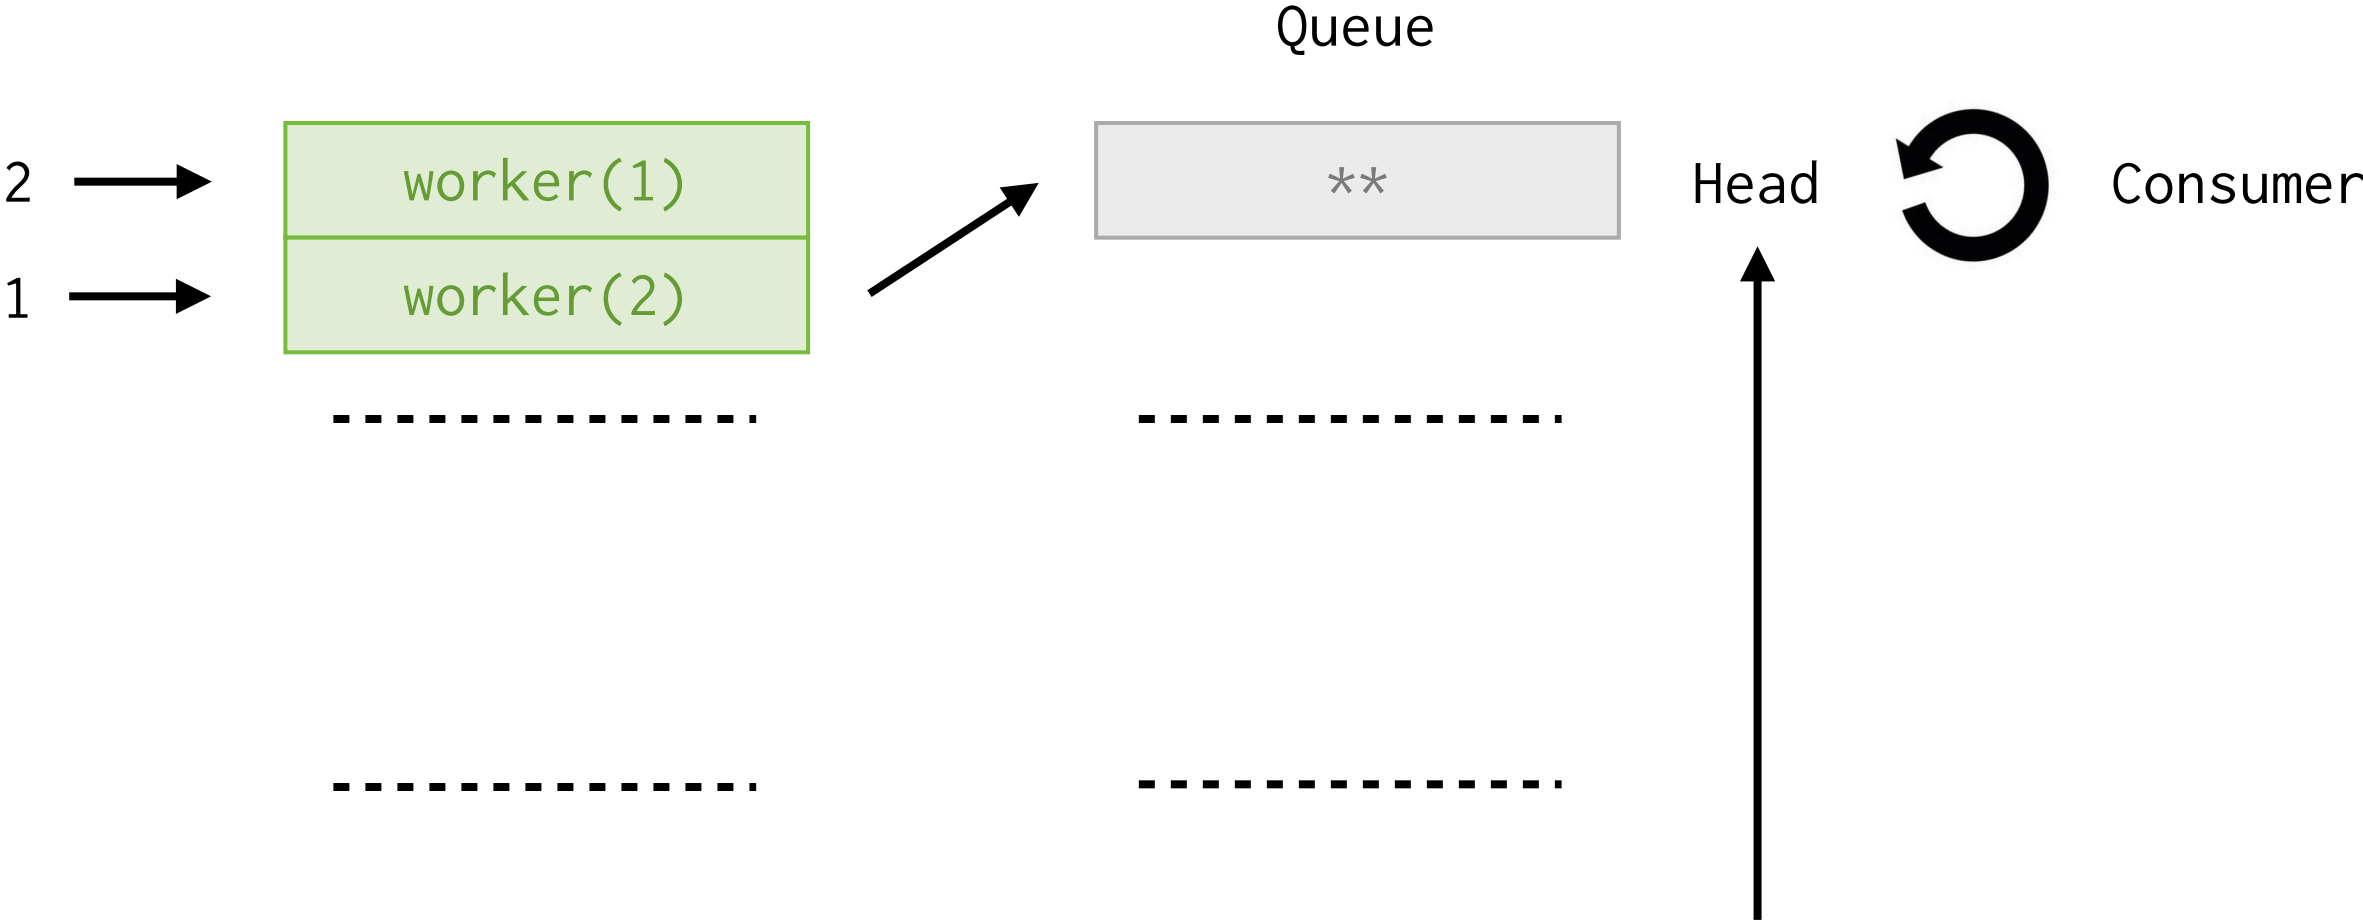 Queue
2 worker(1) ** Head Consumer
1 worker(2)